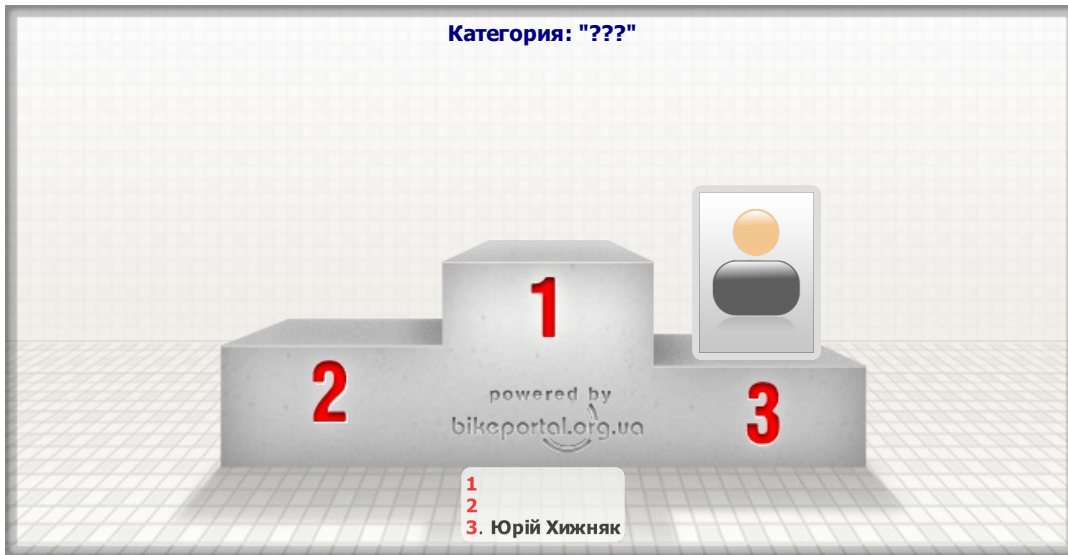 Категория: "???"
1
2
3
powered by
bikeportal.org.ua
1
2
3. Юрій Хижняк